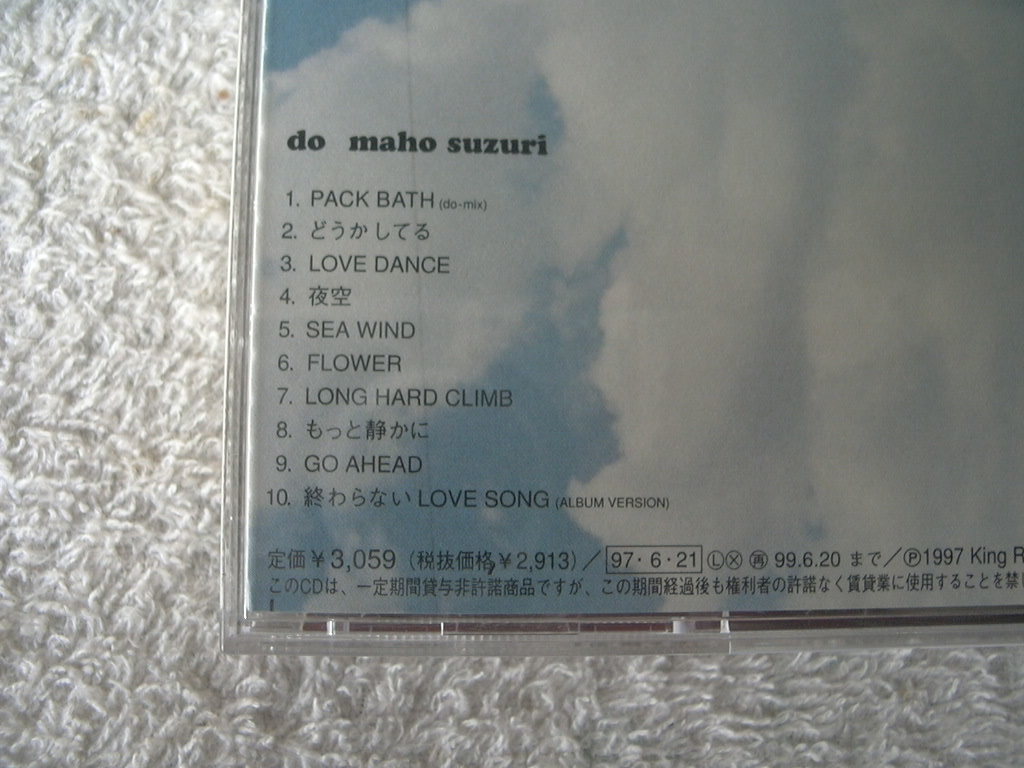 do maho suzuri
1. PACK BATH (do-mix)
2. どうかしてる
3. LOVE DANCE
4. 夜空
5. SEA WIND
6. FLOWER
7. LONG HARD CLIMB
8. もっと静かに
9. GO AHEAD
10. 終わらない LOVE SONG (ALBUM VERSION)
定価￥3,059（税抜価格￥2,913）／97・6・21 Ⓛ Ⓧ ㊢ 99.6.20 まで／Ⓟ1997 King R
このCDは、一定期間貸与非許諾商品ですが、この期間経過後も権利者の許諾なく賃貸業に使用することを禁